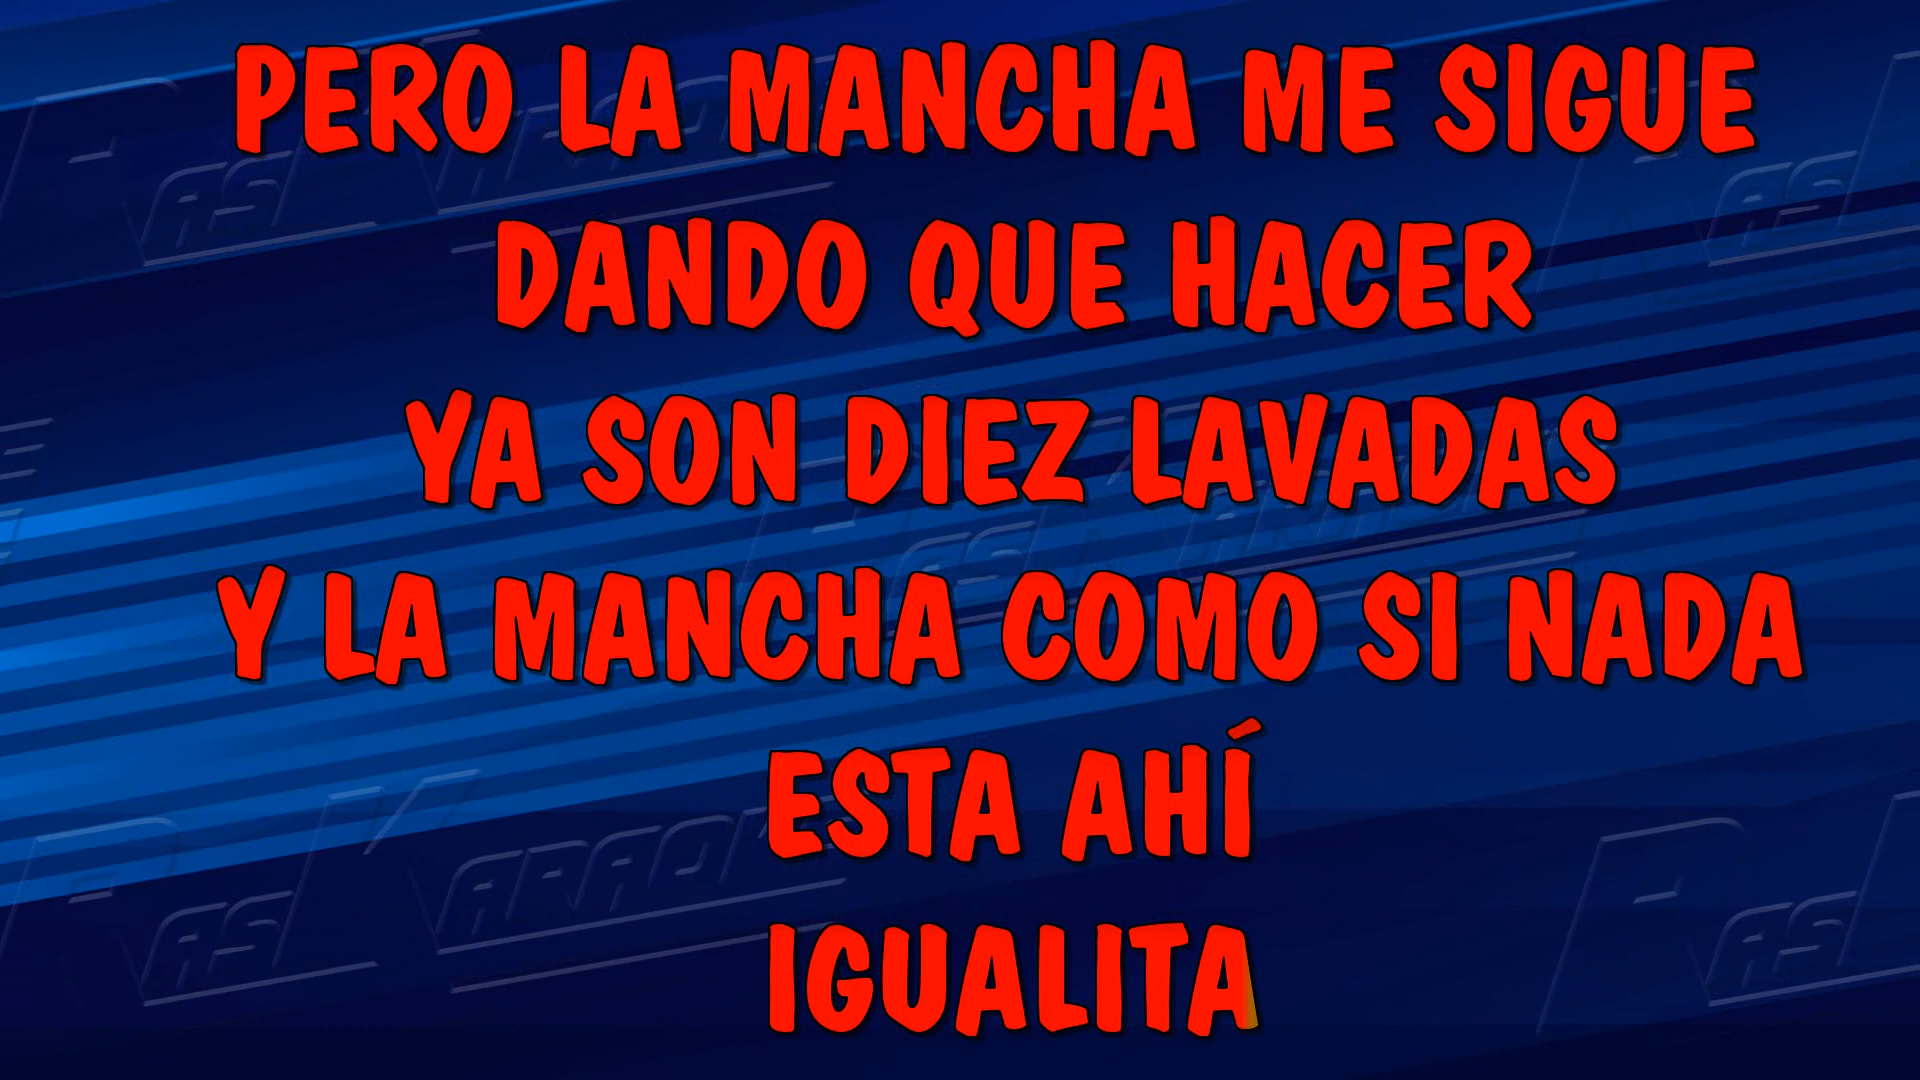 PERO LA MANCHA ME SIGUE
DANDO QUE HACER
YA SON DIEZ LAVADAS
Y LA MANCHA COMO SI NADA
ESTA AHÍ
IGUALITA
RASKARAOKE